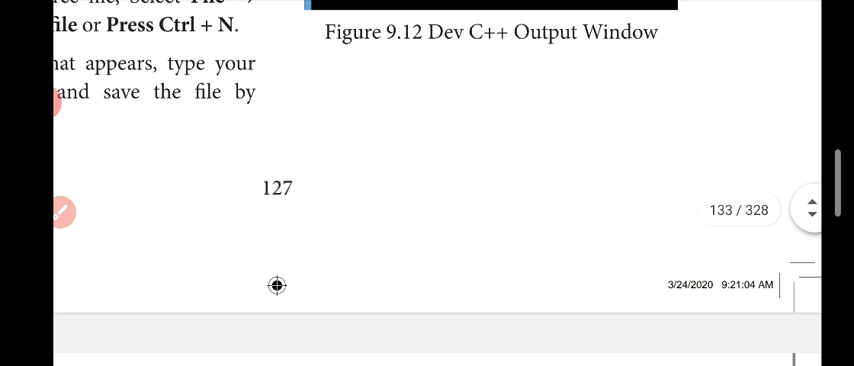 file or Press Ctrl + N.
hat appears, type your
and save the file by
Figure 9.12 Dev C++ Output Window
127
133 / 328
3/24/2020 9:21:04 AM